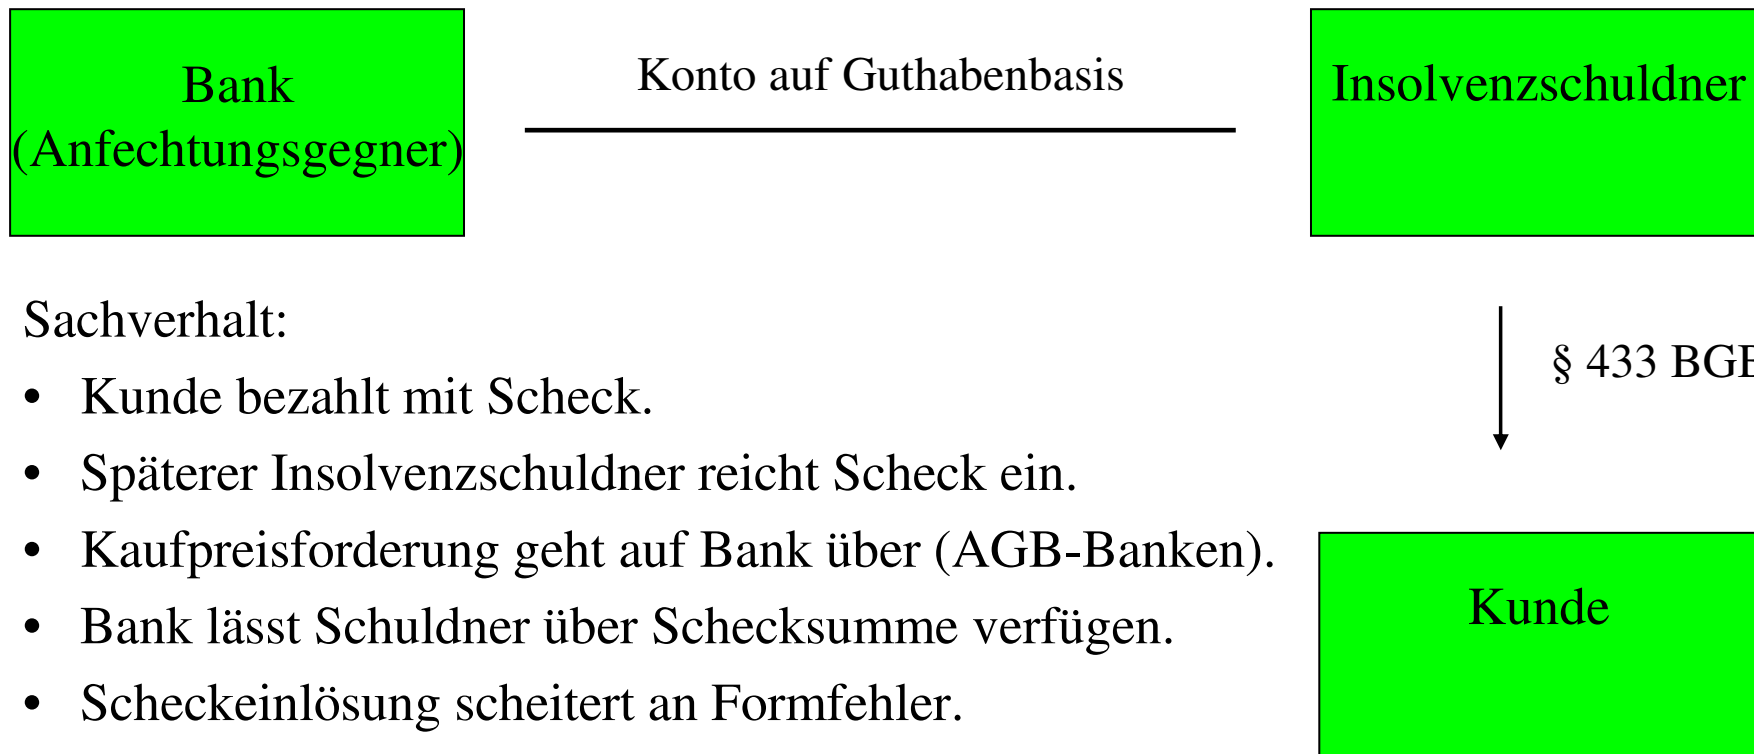 Bank
(Anfechtungsgegner)
Konto auf Guthabenbasis
Insolvenzschuldner
Sachverhalt:
• Kunde bezahlt mit Scheck.
• Späterer Insolvenzschuldner reicht Scheck ein.
• Kaufpreisforderung geht auf Bank über (AGB-Banken).
• Bank lässt Schuldner über Schecksumme verfügen.
• Scheckeinlösung scheitert an Formfehler.
§ 433 BGB
Kunde